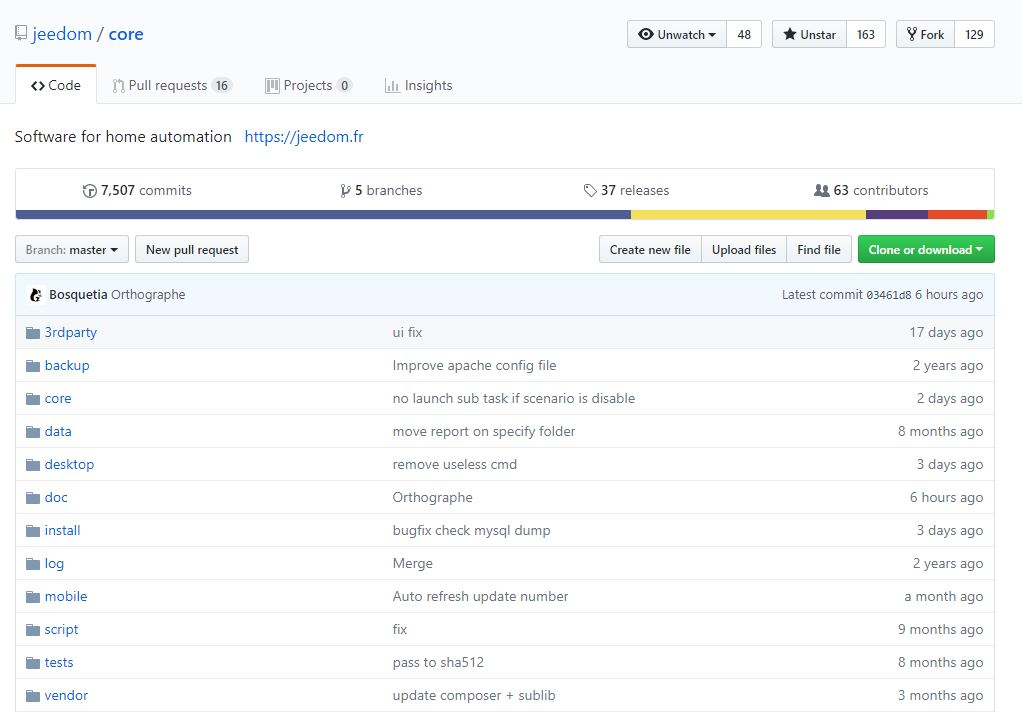 jeedom / core
Unwatch 48 Unstar 163 Fork 129
Code Pull requests 16 Projects 0 Insights
Software for home automation https://jeedom.fr
7,507 commits 5 branches 37 releases 63 contributors
Branch: master New pull request Create new file Upload files Find file Clone or download
Bosquetia Orthographe Latest commit 03461d8 6 hours ago
3rdparty ui fix 17 days ago
backup Improve apache config file 2 years ago
core no launch sub task if scenario is disable 2 days ago
data move report on specify folder 8 months ago
desktop remove useless cmd 3 days ago
doc Orthographe 6 hours ago
install bugfix check mysql dump 3 days ago
log Merge 2 years ago
mobile Auto refresh update number a month ago
script fix 9 months ago
tests pass to sha512 8 months ago
vendor update composer + sublib 3 months ago